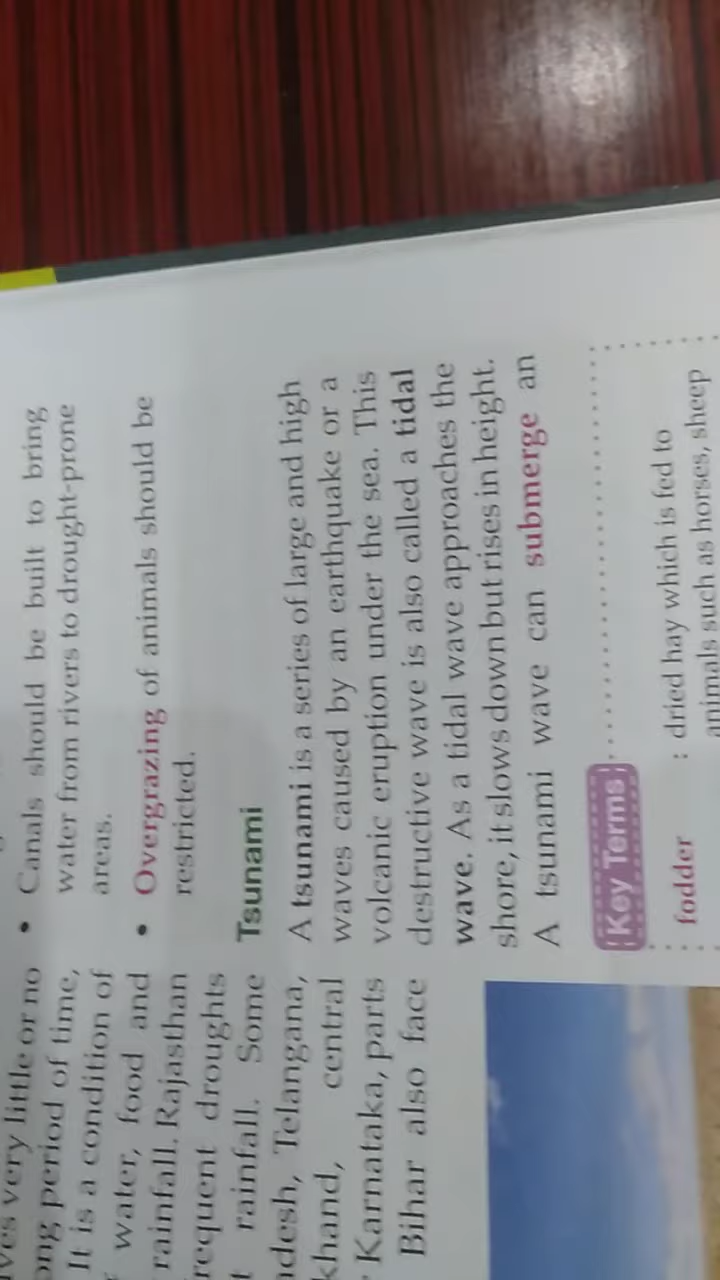 very little or no
period of time,
It is a condition of
water, food and
rainfall. Rajasthan
droughts
rainfall. Some
Telangana,
central
Karnataka, parts
Bihar also face
• Canals should be built to bring
water from rivers to drought-prone
areas.
• Overgrazing of animals should be
restricted.
Tsunami
A tsunami is a series of large and high
waves caused by an earthquake or a
volcanic eruption under the sea. This
destructive wave is also called a tidal
wave. As a tidal wave approaches the
shore, it slows down but rises in height.
A tsunami wave can submerge an
Key Terms
fodder : dried hay which is fed to
animals such as horses, sheep